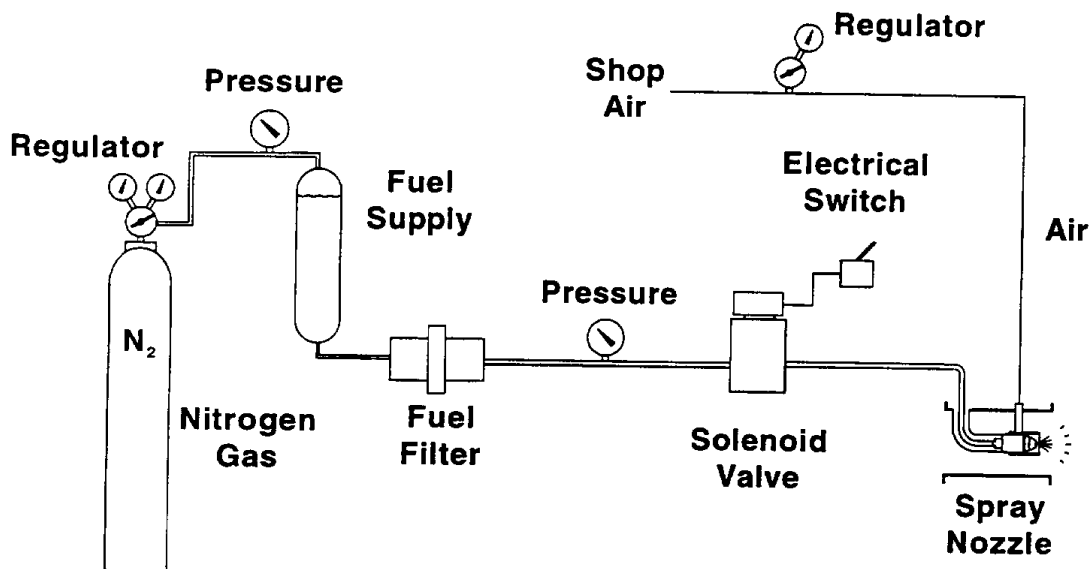 Regulator
Shop
Air
Pressure
Regulator
Electrical
Switch
Fuel
Supply
Air
Pressure
N₂
Nitrogen
Gas
Fuel
Filter
Solenoid
Valve
Spray
Nozzle